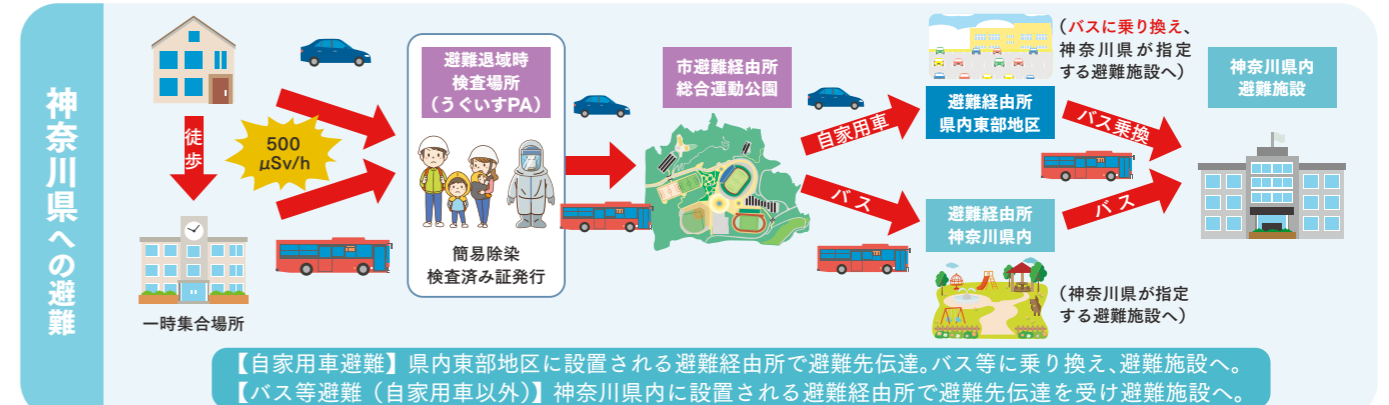 神奈川県への避難
徒歩
500
μSv/h
一時集合場所
避難退域時
検査場所
（うぐいすPA）
簡易除染
検査済み証発行
市避難経由所
総合運動公園
自家用車
バス
（バスに乗り換え、
神奈川県が指定
する避難施設へ）
避難経由所
県内東部地区
避難経由所
神奈川県内
（神奈川県が指定
する避難施設へ）
バス乗換
バス
神奈川県内
避難施設
【自家用車避難】県内東部地区に設置される避難経由所で避難先伝達。バス等に乗り換え、避難施設へ。
【バス等避難（自家用車以外）】神奈川県内に設置される避難経由所で避難先伝達を受け避難施設へ。